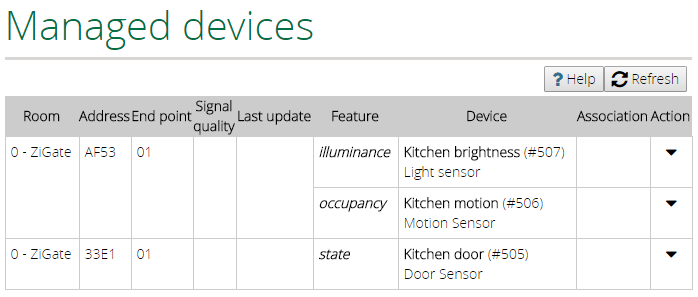 Managed devices
? Help Refresh
Room Address End point Signal quality Last update Feature Device Association Action
0 - ZiGate AF53 01 illuminance Kitchen brightness (#507)
Light sensor
occupancy Kitchen motion (#506)
Motion Sensor
0 - ZiGate 33E1 01 state Kitchen door (#505)
Door Sensor